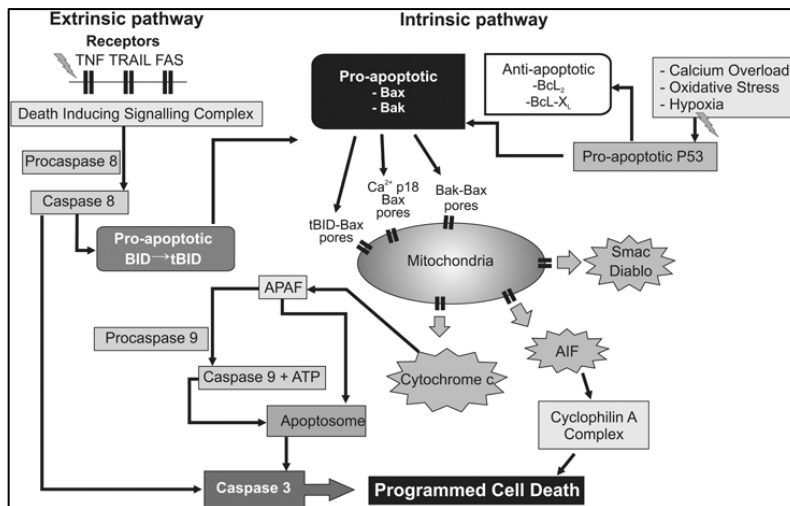 Extrinsic pathway
Intrinsic pathway
Receptors
TNF TRAIL FAS
Death Inducing Signalling Complex
Procaspase 8
Caspase 8
Pro-apoptotic
BID→tBID
Pro-apoptotic
- Bax
- Bak
Anti-apoptotic
-BcL₂
-BcL-X_L
- Calcium Overload
- Oxidative Stress
- Hypoxia
Pro-apoptotic P53
tBID-Bax
pores
Ca²⁺ p18
Bax
pores
Bak-Bax
pores
Mitochondria
Smac
Diablo
APAF
Procaspase 9
Caspase 9 + ATP
Apoptosome
Cytochrome c
AIF
Cyclophilin A
Complex
Caspase 3
Programmed Cell Death